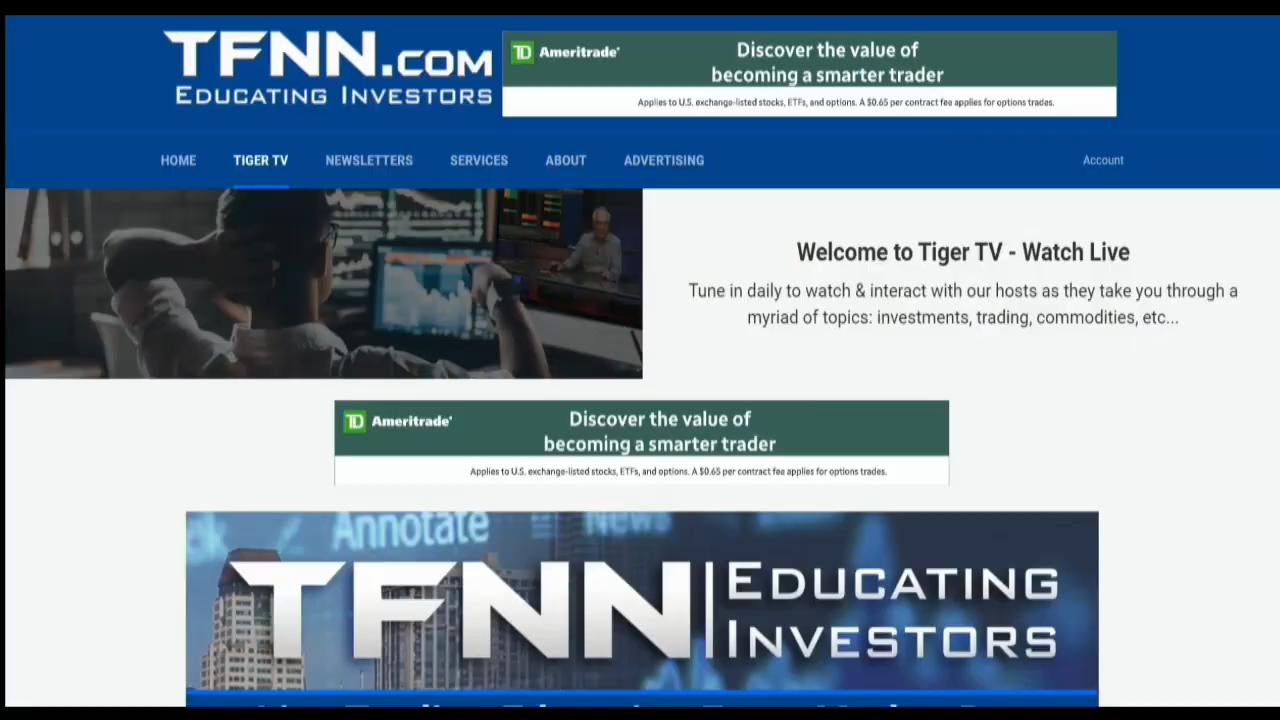 TFNN.COM
EDUCATING INVESTORS
TD Ameritrade
Discover the value of
becoming a smarter trader
Applies to U.S. exchange-listed stocks, ETFs, and options. A $0.65 per contract fee applies for options trades.
HOME TIGER TV NEWSLETTERS SERVICES ABOUT ADVERTISING Account
Welcome to Tiger TV - Watch Live
Tune in daily to watch & interact with our hosts as they take you through a
myriad of topics: investments, trading, commodities, etc...
TD Ameritrade
Discover the value of
becoming a smarter trader
Applies to U.S. exchange-listed stocks, ETFs, and options. A $0.65 per contract fee applies for options trades.
Annotate News
TFNN EDUCATING
INVESTORS